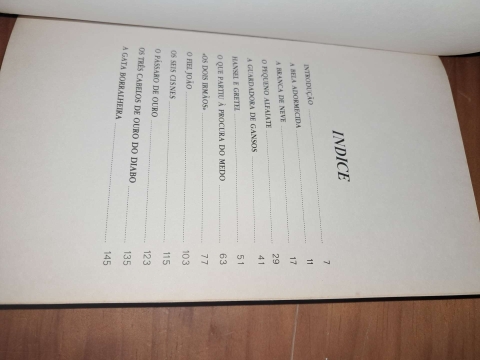 INDICE
INTRODUÇÃO 7
A BELA ADORMECIDA 11
A BRANCA DE NEVE 17
O PEQUENO ALFAIATE 29
A GUARDADORA DE GANSOS 41
HANSEL E GRETEL 51
O QUE PARTIU À PROCURA DO MEDO 63
«OS DOIS IRMÃOS» 77
O FIEL JOÃO 103
OS SEIS CISNES 115
O PÁSSARO DE OURO 123
OS TRÊS CABELOS DE OURO DO DIABO 135
A GATA BORRALHEIRA 145